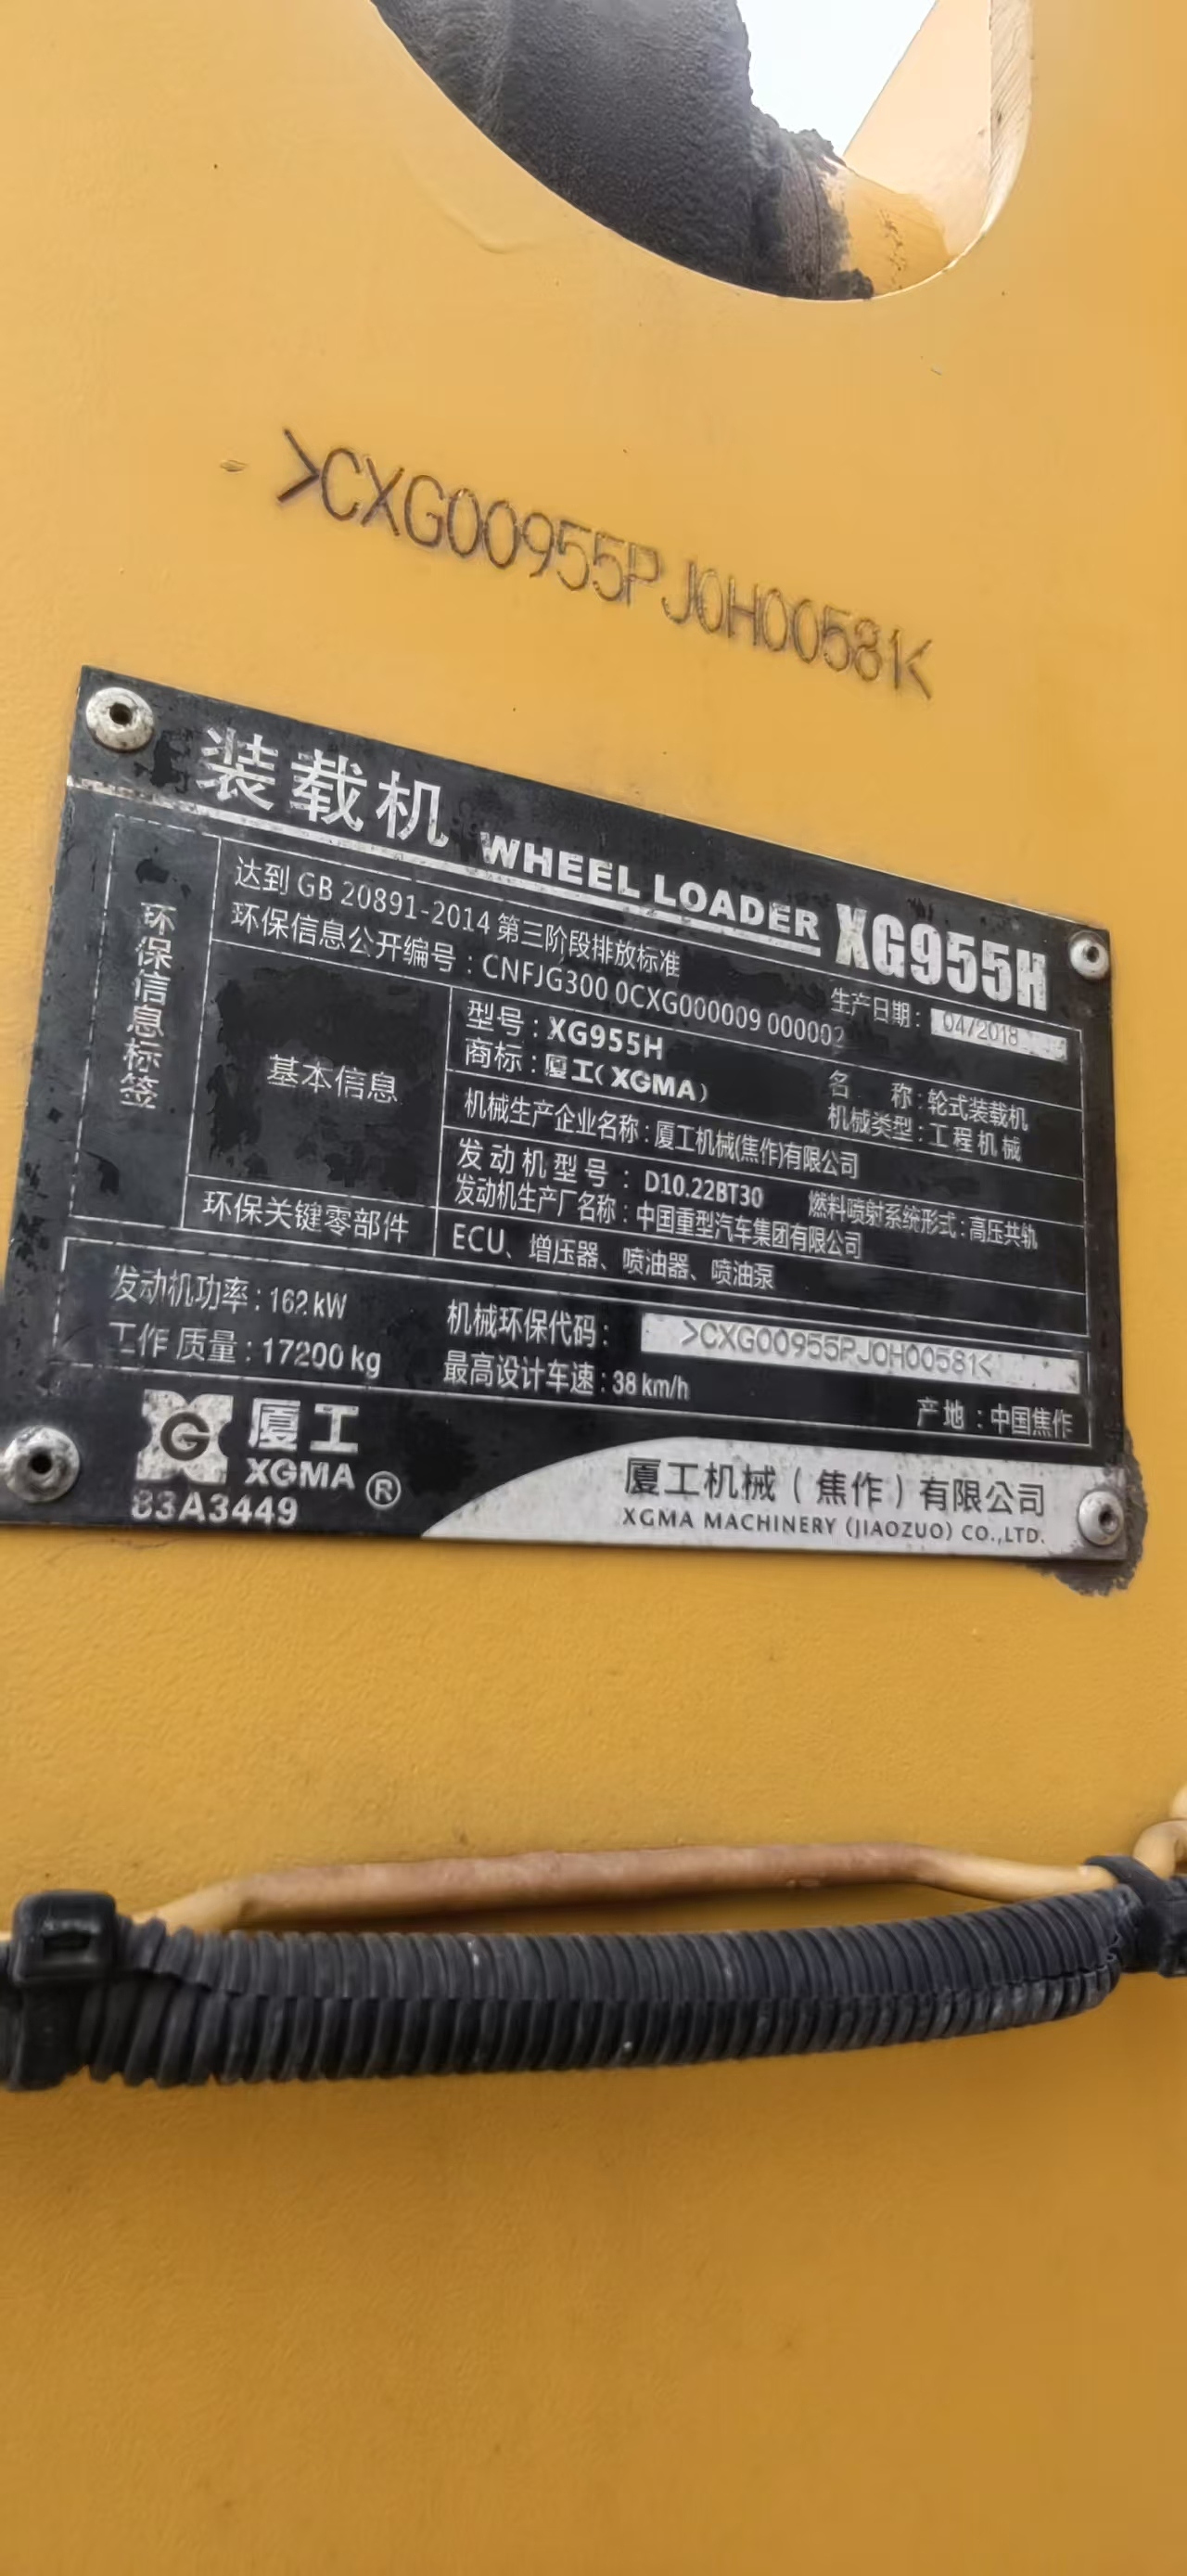 >CXG00955PJ0H00581<
装载机 WHEEL LOADER XG955H
环保信息标签
达到 GB 20891-2014 第三阶段排放标准
环保信息公开编号：CNFJG300 0CXG000009 000002
生产日期：04/2018
基本信息
型号：XG955H
名 称：轮式装载机
商标：厦工(XGMA)
机械类型：工程机械
机械生产企业名称：厦工机械(焦作)有限公司
发动机型号：D10.22BT30 燃料喷射系统形式：高压共轨
发动机生产厂名称：中国重型汽车集团有限公司
环保关键零部件
ECU、增压器、喷油器、喷油泵
发动机功率：162 kW
机械环保代码：>CXG00955PJ0H00581<
工作质量：17200 kg
最高设计车速：38 km/h
产地：中国焦作
厦工
XGMA ®
83A3449
厦工机械（焦作）有限公司
XGMA MACHINERY (JIAOZUO) CO.,LTD.